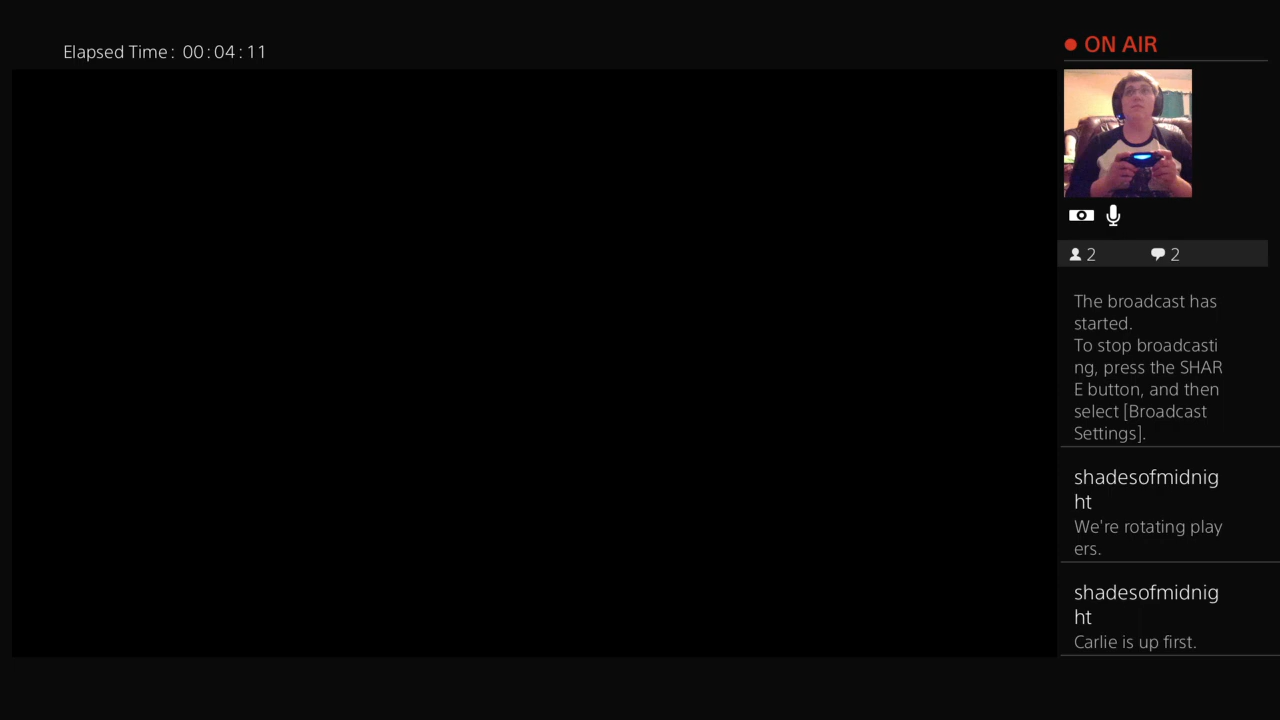 Elapsed Time: 00:04:11
ON AIR
2 2
The broadcast has
started.
To stop broadcasti
ng, press the SHAR
E button, and then
select [Broadcast
Settings].
shadesofmidnig
ht
We're rotating play
ers.
shadesofmidnig
ht
Carlie is up first.